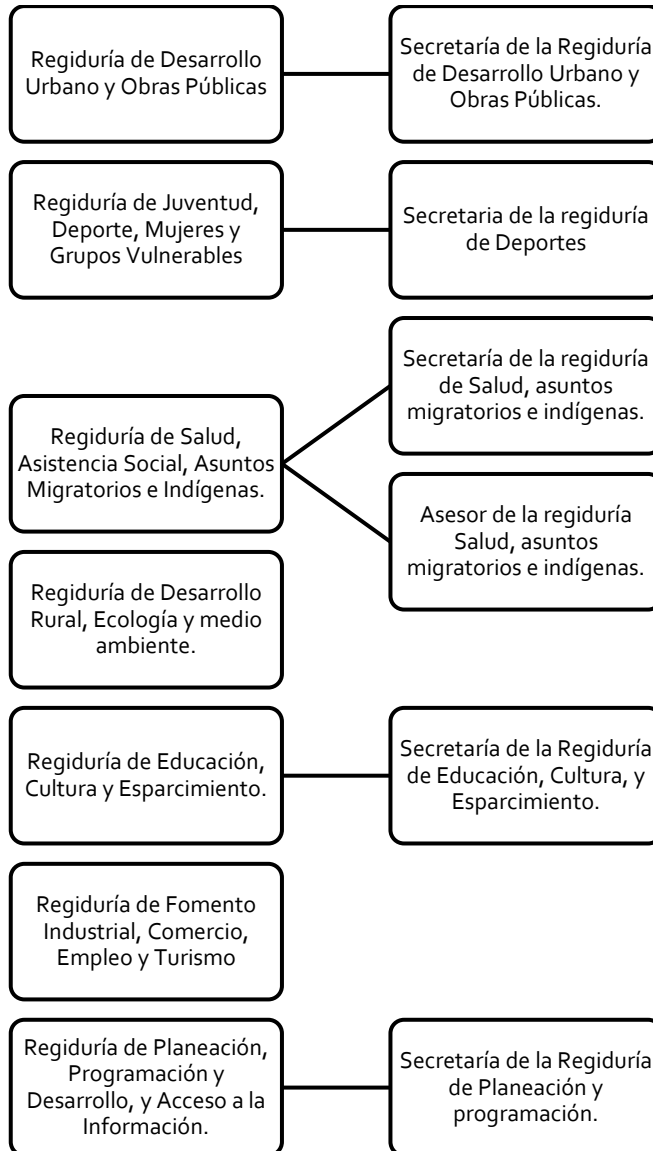 Regiduría de Desarrollo
Urbano y Obras Públicas
Secretaría de la Regiduría
de Desarrollo Urbano y
Obras Públicas.
Regiduría de Juventud,
Deporte, Mujeres y
Grupos Vulnerables
Secretaria de la regiduría
de Deportes
Regiduría de Salud,
Asistencia Social, Asuntos
Migratorios e Indígenas.
Secretaría de la regiduría
de Salud, asuntos
migratorios e indígenas.
Asesor de la regiduría
Salud, asuntos
migratorios e indígenas.
Regiduría de Desarrollo
Rural, Ecología y medio
ambiente.
Regiduría de Educación,
Cultura y Esparcimiento.
Secretaría de la Regiduría
de Educación, Cultura, y
Esparcimiento.
Regiduría de Fomento
Industrial, Comercio,
Empleo y Turismo
Regiduría de Planeación,
Programación y
Desarrollo, y Acceso a la
Información.
Secretaría de la Regiduría
de Planeación y
programación.